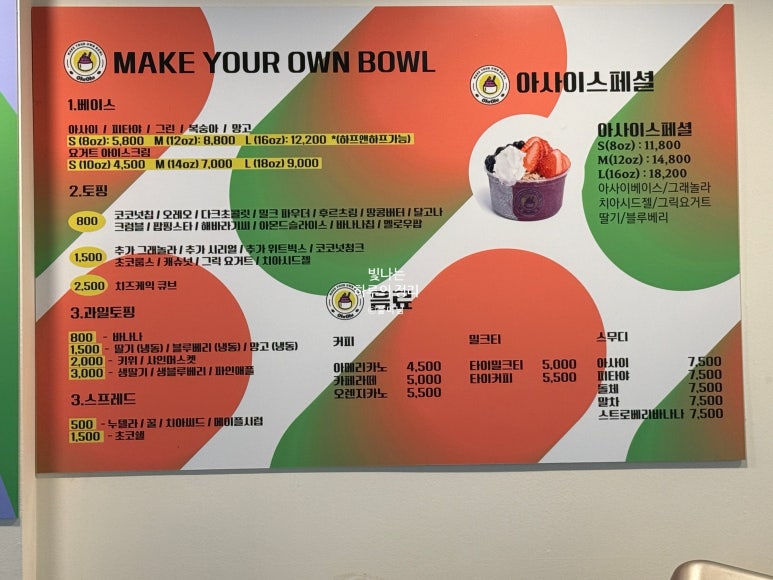 MAKE YOUR OWN BOWL
1.베이스
아사이 / 피타야 / 그린 / 복숭아 / 망고
S (8oz): 5,800 M (12oz): 8,800 L (16oz): 12,200 *(하프앤하프가능)
요거트 아이스크림
S (10oz) 4,500 M (14oz) 7,000 L (18oz) 9,000
2.토핑
800 코코넛칩 / 오레오 / 다크초콜릿 / 밀크 파우더 / 후르츠링 / 땅콩버터 / 달고나
크럼블 / 팝핑스타 / 해바라기씨 / 아몬드슬라이스 / 바나나칩 / 멜로우팝
1,500 추가 그래놀라 / 추가 시리얼 / 추가 위트빅스 / 코코넛청크
초코쿱스 / 캐슈넛 / 그릭 요거트 / 치아시드젤
2,500 치즈케익 큐브
3.과일토핑
800 - 바나나
1,500 - 딸기 (냉동) / 블루베리 (냉동) / 망고 (냉동)
2,000 - 키위 / 샤인머스켓
3,000 - 생딸기 / 생블루베리 / 파인애플
3.스프레드
500 - 누텔라 / 꿀 / 치아씨드 / 메이플시럽
1,500 - 초코쉘
아사이스페셜
아사이스페셜
S(8oz) : 11,800
M(12oz) : 14,800
L(16oz) : 18,200
아사이베이스/그래놀라
치아시드젤/그릭요거트
딸기/블루베리
빛나는
하루의 거리
음료
커피
아메리카노 4,500
카페라떼 5,000
오렌지카노 5,500
밀크티
타이밀크티 5,000
타이커피 5,500
스무디
아사이 7,500
피타야 7,500
돌체 7,500
말차 7,500
스트로베리바나나 7,500